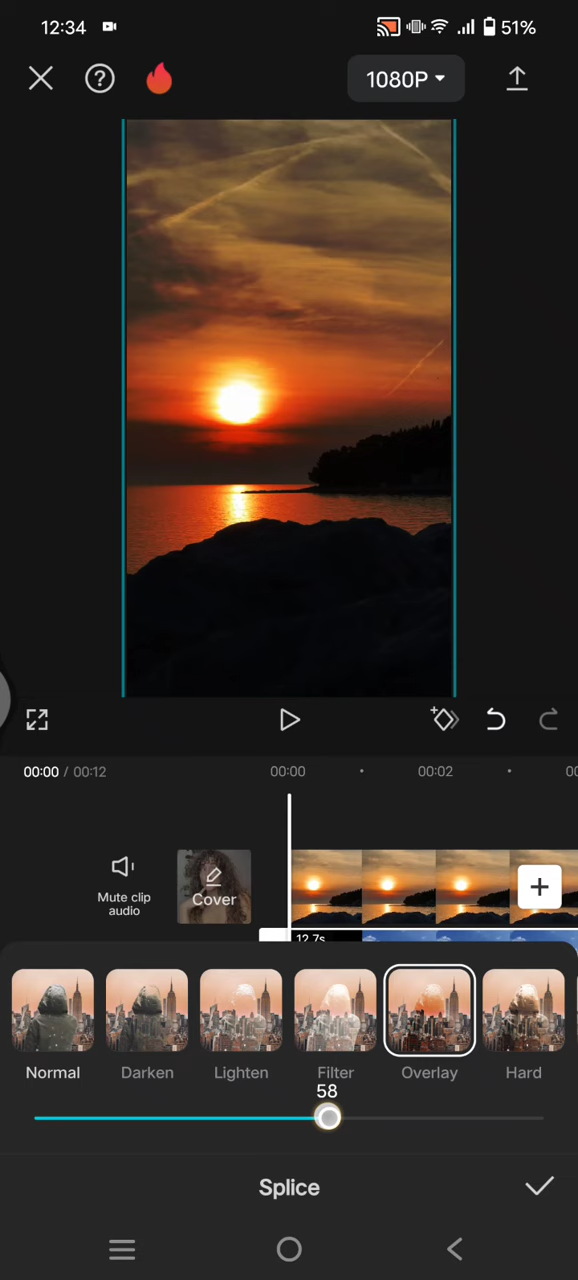 12:34 51%
1080P
00:00 / 00:12 00:00 00:02
Mute clip
audio
Cover
12.7s
Normal Darken Lighten Filter Overlay Hard
58
Splice